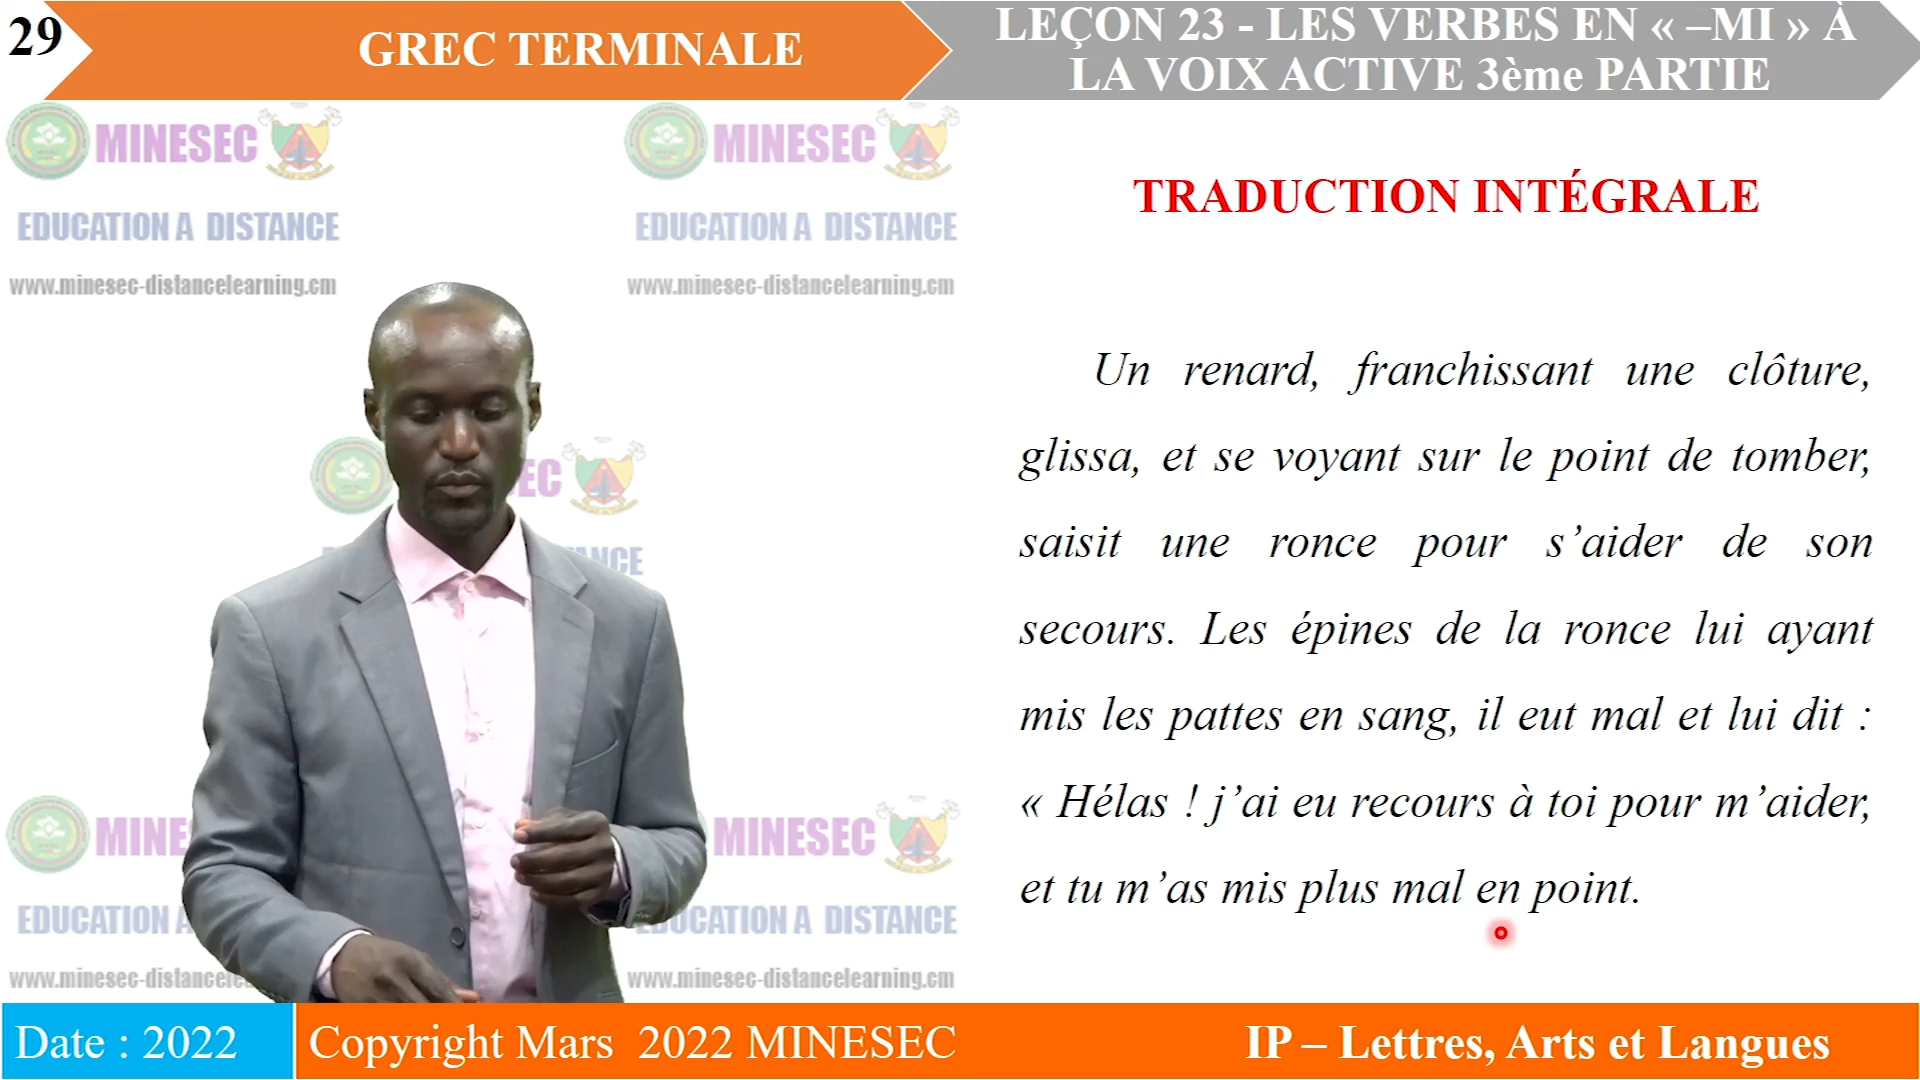 29
GREC TERMINALE
LEÇON 23 - LES VERBES EN « –MI » À
LA VOIX ACTIVE 3ème PARTIE
MINESEC
EDUCATION A DISTANCE
www.minesec-distancelearning.cm
MINESEC
EDUCATION A DISTANCE
www.minesec-distancelearning.cm
TRADUCTION INTÉGRALE
Un renard, franchissant une clôture,
glissa, et se voyant sur le point de tomber,
saisit une ronce pour s’aider de son
secours. Les épines de la ronce lui ayant
mis les pattes en sang, il eut mal et lui dit :
« Hélas ! j’ai eu recours à toi pour m’aider,
et tu m’as mis plus mal en point.
MINESEC
EDUCATION A DISTANCE
www.minesec-distancelearning.cm
Date : 2022
Copyright Mars 2022 MINESEC
IP – Lettres, Arts et Langues